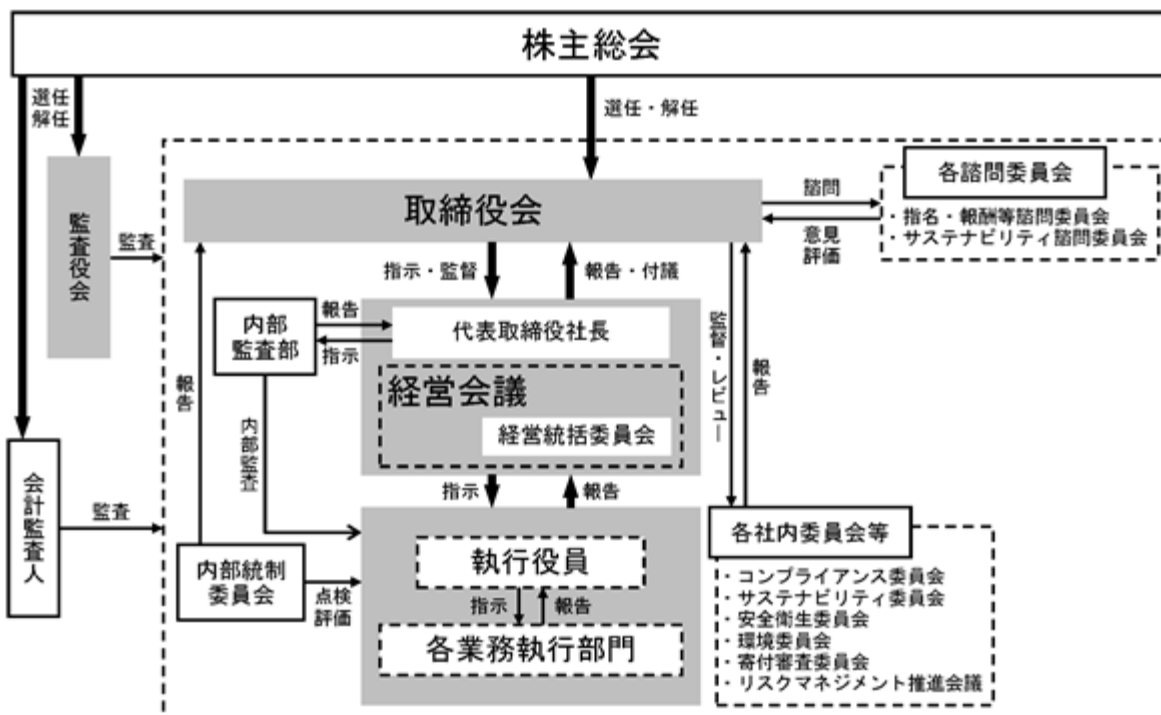 株主総会
選任
解任
選任・解任
監査役会
監査
取締役会
諮問
意見
評価
各諮問委員会
・指名・報酬等諮問委員会
・サステナビリティ諮問委員会
指示・監督
報告・付議
内部
監査部
報告
指示
代表取締役社長
経営会議
経営統括委員会
監督・レビュー
報告
報告
内部監査
指示
報告
会計監査人
監査
内部統制
委員会
点検
評価
執行役員
指示
報告
各業務執行部門
各社内委員会等
・コンプライアンス委員会
・サステナビリティ委員会
・安全衛生委員会
・環境委員会
・寄付審査委員会
・リスクマネジメント推進会議